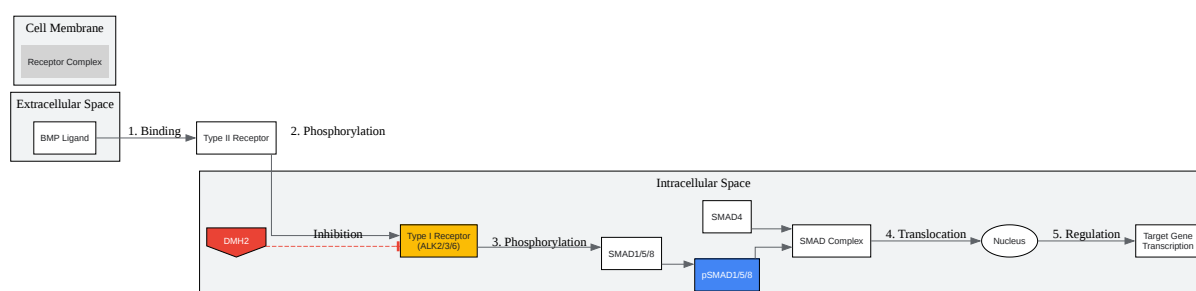 Cell Membrane
Receptor Complex
Extracellular Space
BMP Ligand
1. Binding
Type II Receptor
2. Phosphorylation
Intracellular Space
DMH2
Inhibition
Type I Receptor
(ALK2/3/6)
3. Phosphorylation
SMAD1/5/8
SMAD4
pSMAD1/5/8
SMAD Complex
4. Translocation
Nucleus
5. Regulation
Target Gene
Transcription